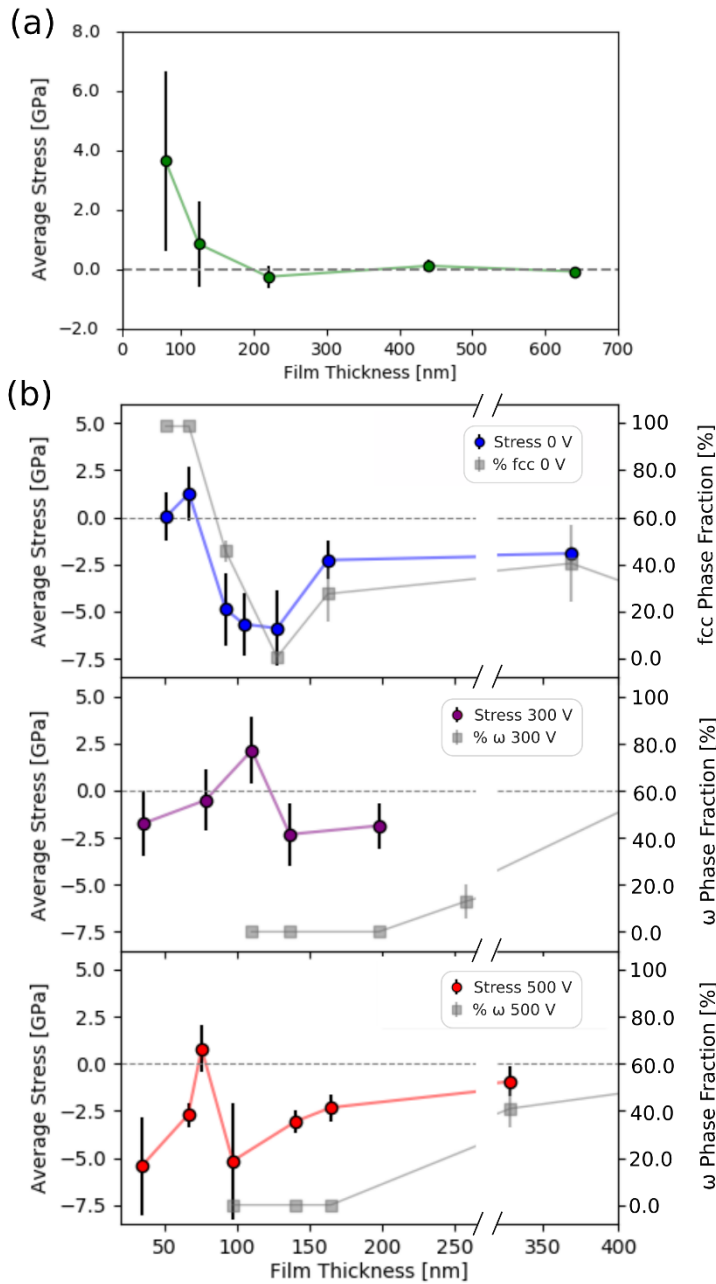 (a)
8.0
6.0
4.0
2.0
0.0
−2.0
Average Stress [GPa]
0 100 200 300 400 500 600 700
Film Thickness [nm]
(b)
5.0
2.5
0.0
−2.5
−5.0
−7.5
Average Stress [GPa]
Stress 0 V
% fcc 0 V
100
80.0
60.0
40.0
20.0
0.0
fcc Phase Fraction [%]
5.0
2.5
0.0
−2.5
−5.0
−7.5
Average Stress [GPa]
Stress 300 V
% ω 300 V
100
80.0
60.0
40.0
20.0
0.0
ω Phase Fraction [%]
5.0
2.5
0.0
−2.5
−5.0
−7.5
Average Stress [GPa]
Stress 500 V
% ω 500 V
100
80.0
60.0
40.0
20.0
0.0
ω Phase Fraction [%]
50 100 150 200 250 350 400
Film Thickness [nm]